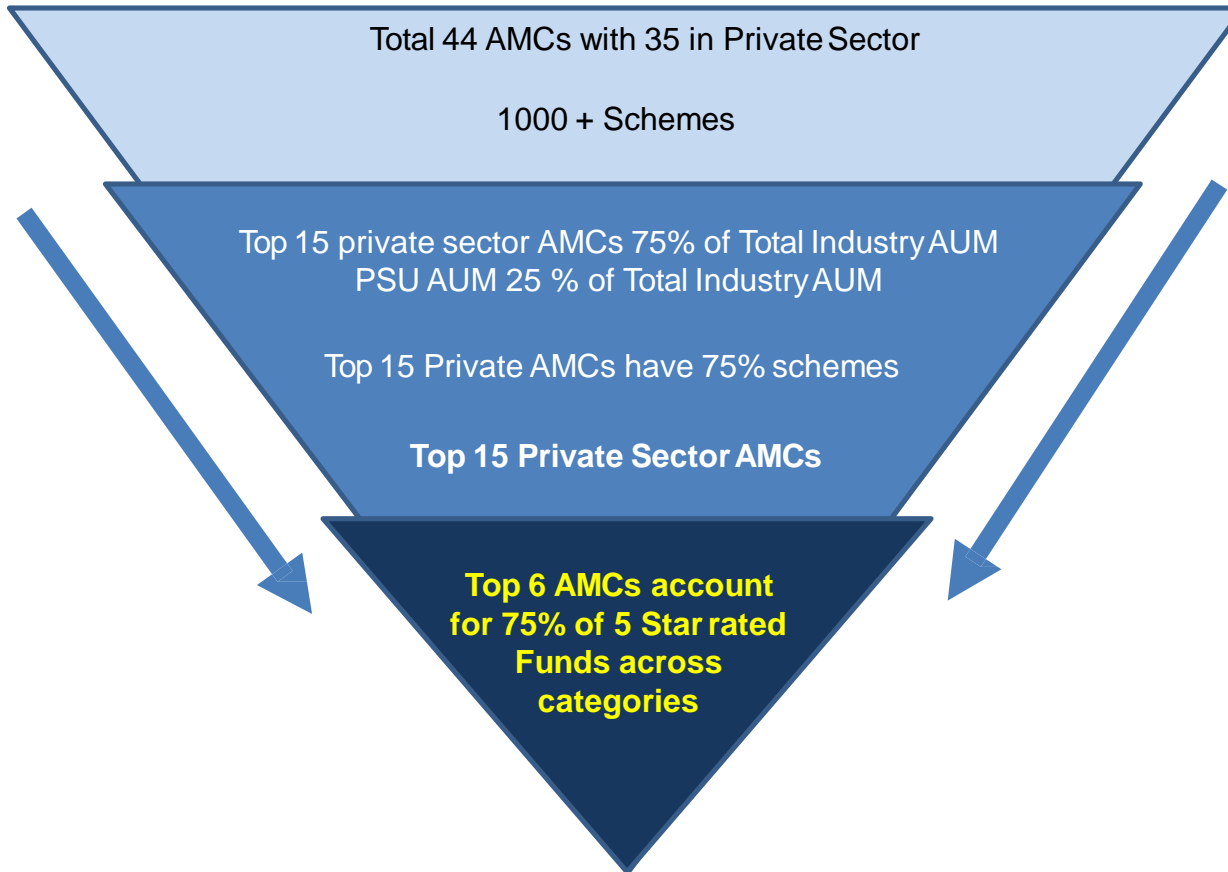 Total 44 AMCs with 35 in Private Sector
1000 + Schemes
Top 15 private sector AMCs 75% of Total Industry AUM
PSU AUM 25 % of Total Industry AUM
Top 15 Private AMCs have 75% schemes
Top 15 Private Sector AMCs
Top 6 AMCs account
for 75% of 5 Star rated
Funds across
categories